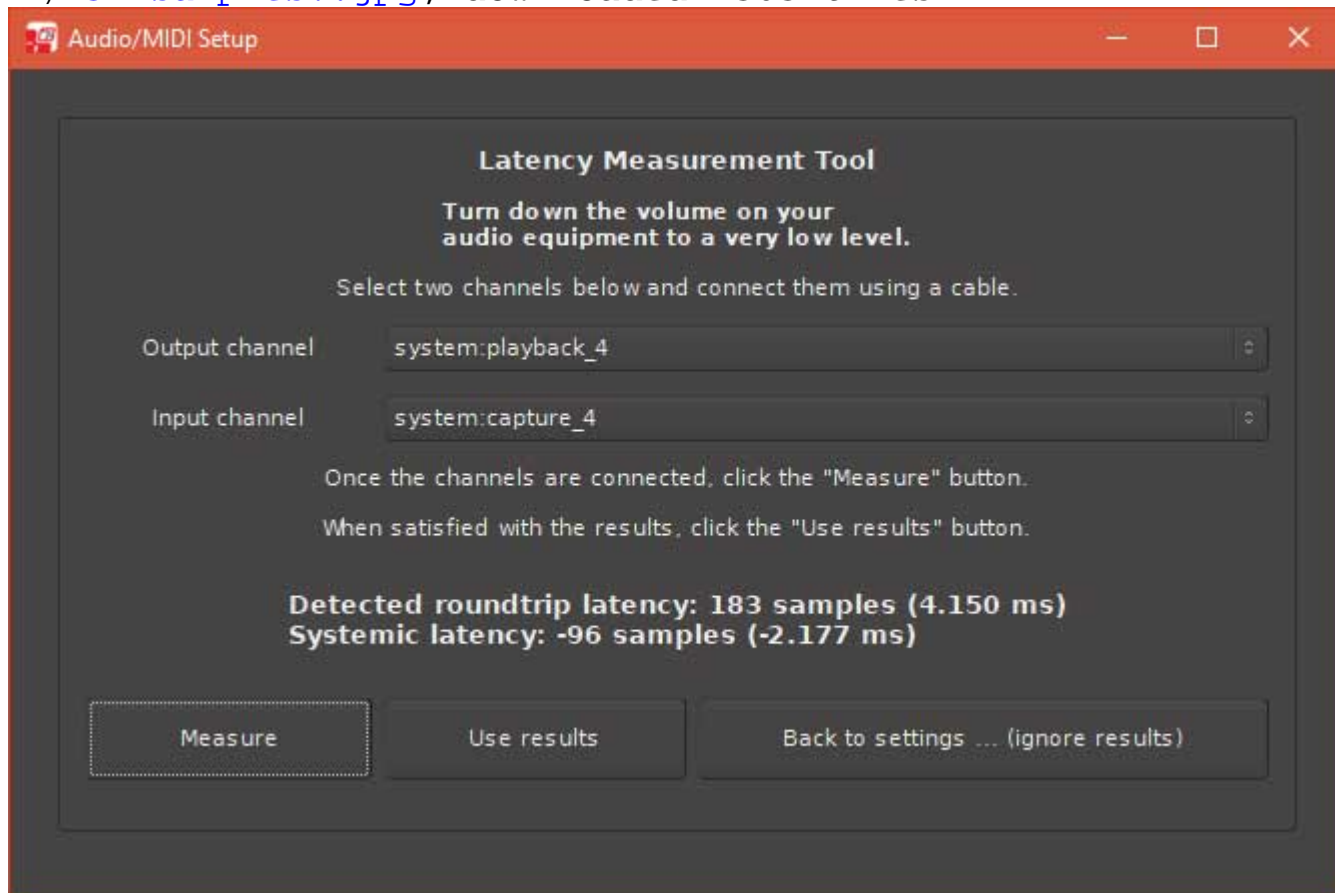 Audio/MIDI Setup
Latency Measurement Tool
Turn down the volume on your
audio equipment to a very low level.
Select two channels below and connect them using a cable.
Output channel system:playback_4
Input channel system:capture_4
Once the channels are connected, click the "Measure" button.
When satisfied with the results, click the "Use results" button.
Detected roundtrip latency: 183 samples (4.150 ms)
Systemic latency: -96 samples (-2.177 ms)
Measure Use results Back to settings ... (ignore results)